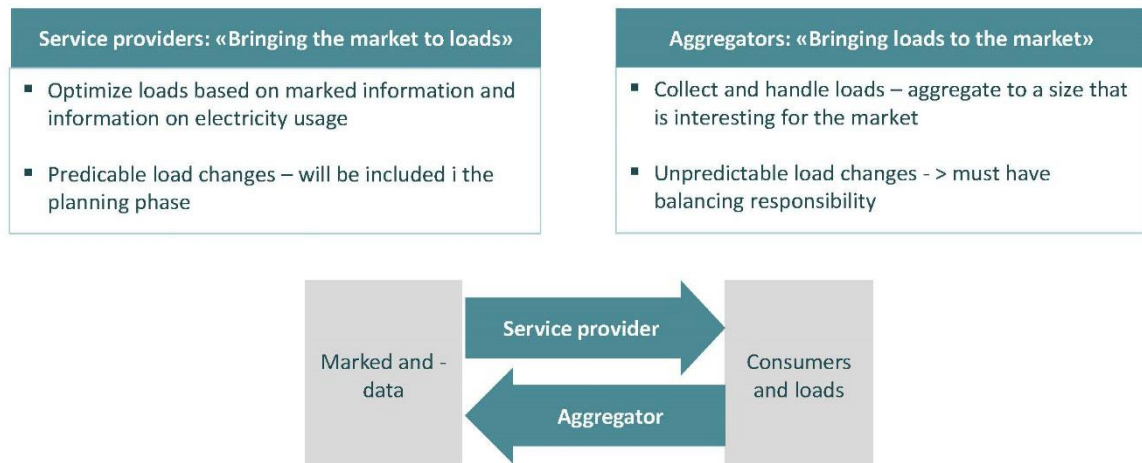 Service providers: «Bringing the market to loads»
▪ Optimize loads based on marked information and
information on electricity usage
▪ Predicable load changes – will be included i the
planning phase
Aggregators: «Bringing loads to the market»
▪ Collect and handle loads – aggregate to a size that
is interesting for the market
▪ Unpredictable load changes - > must have
balancing responsibility
Marked and -
data
Service provider
Aggregator
Consumers
and loads